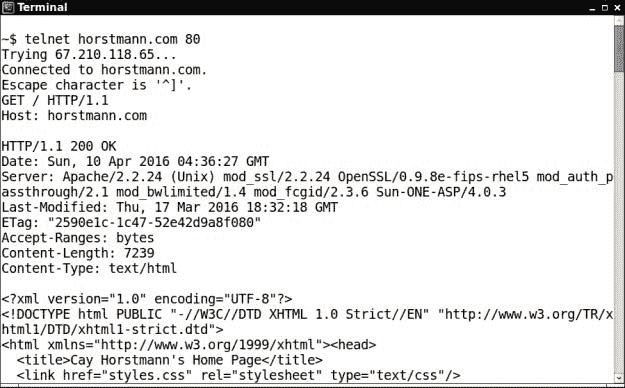 Terminal
~$ telnet horstmann.com 80
Trying 67.210.118.65...
Connected to horstmann.com.
Escape character is '^]'.
GET / HTTP/1.1
Host: horstmann.com

HTTP/1.1 200 OK
Date: Sun, 10 Apr 2016 04:36:27 GMT
Server: Apache/2.2.24 (Unix) mod_ssl/2.2.24 OpenSSL/0.9.8e-fips-rhel5 mod_auth_p
assthrough/2.1 mod_bwlimited/1.4 mod_fcgid/2.3.6 Sun-ONE-ASP/4.0.3
Last-Modified: Thu, 17 Mar 2016 18:32:18 GMT
ETag: "2590e1c-1c47-52e42d9a8f080"
Accept-Ranges: bytes
Content-Length: 7239
Content-Type: text/html

<?xml version="1.0" encoding="UTF-8"?>
<!DOCTYPE html PUBLIC "-//W3C//DTD XHTML 1.0 Strict//EN" "http://www.w3.org/TR/x
html1/DTD/xhtml1-strict.dtd">
<html xmlns="http://www.w3.org/1999/xhtml"><head>
  <title>Cay Horstmann's Home Page</title>
  <link href="styles.css" rel="stylesheet" type="text/css"/>